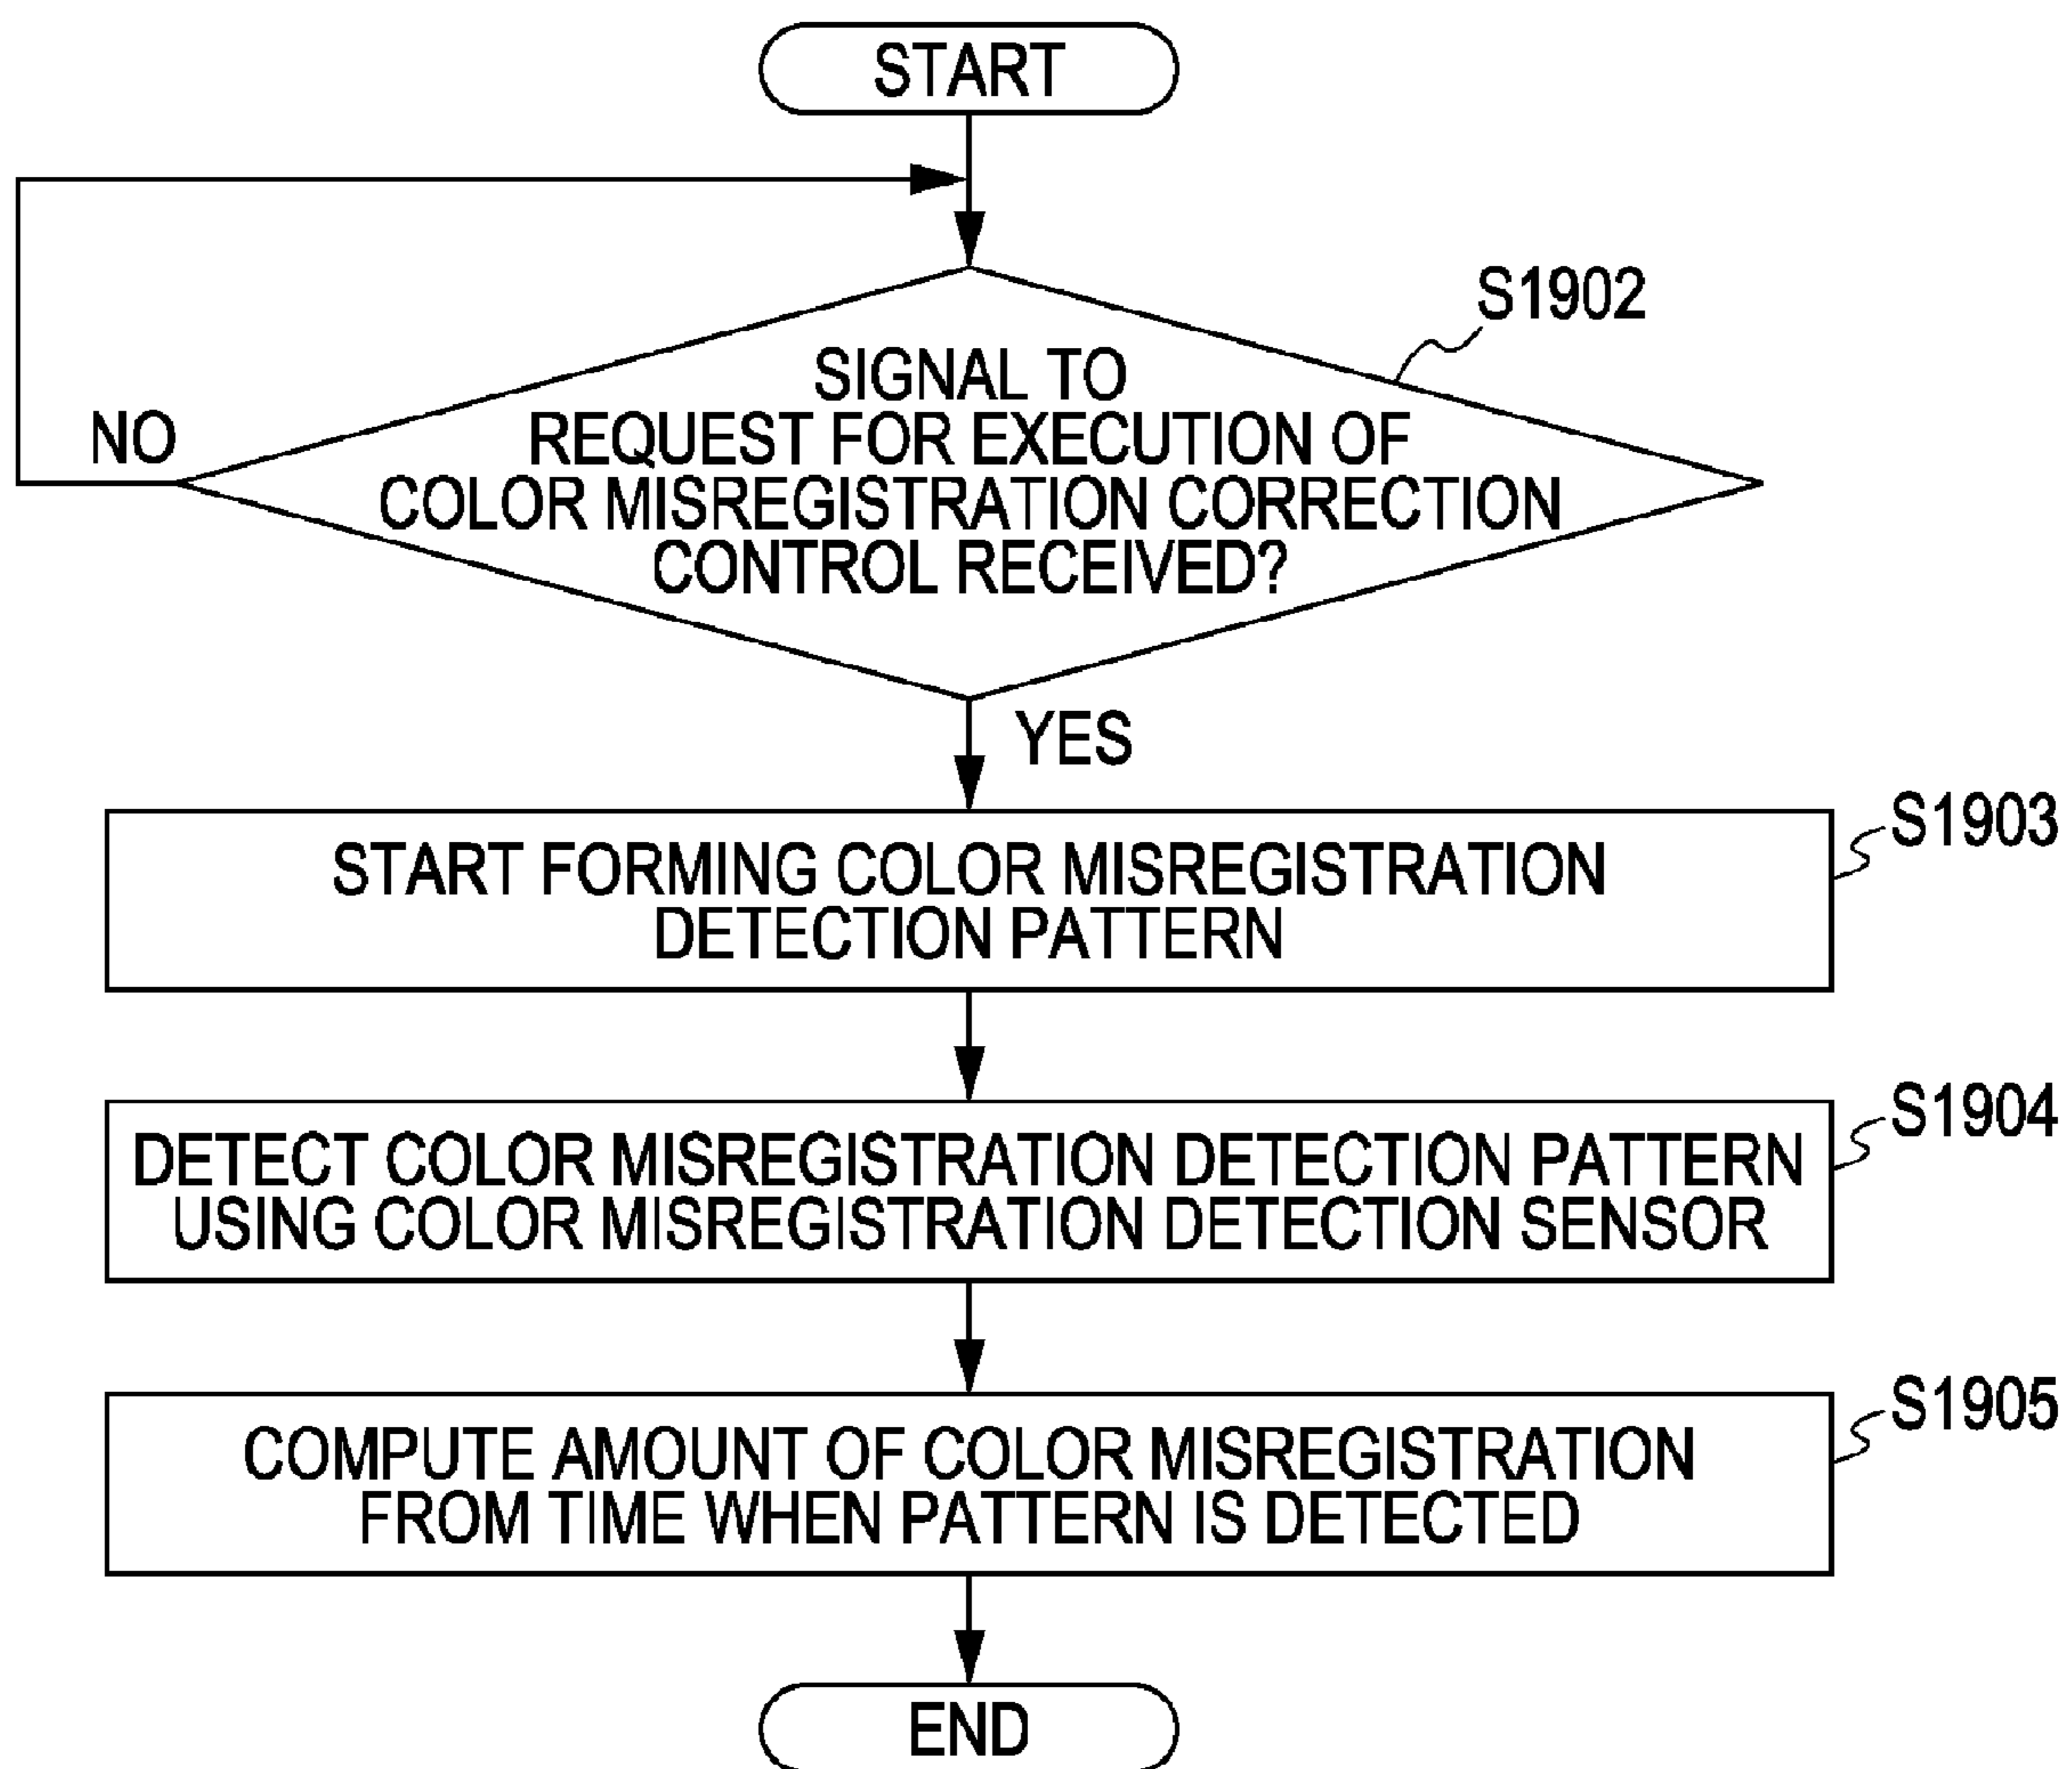 START
S1902
SIGNAL TO
REQUEST FOR EXECUTION OF
COLOR MISREGISTRATION CORRECTION
CONTROL RECEIVED?
NO
YES
S1903
START FORMING COLOR MISREGISTRATION
DETECTION PATTERN
S1904
DETECT COLOR MISREGISTRATION DETECTION PATTERN
USING COLOR MISREGISTRATION DETECTION SENSOR
S1905
COMPUTE AMOUNT OF COLOR MISREGISTRATION
FROM TIME WHEN PATTERN IS DETECTED
END